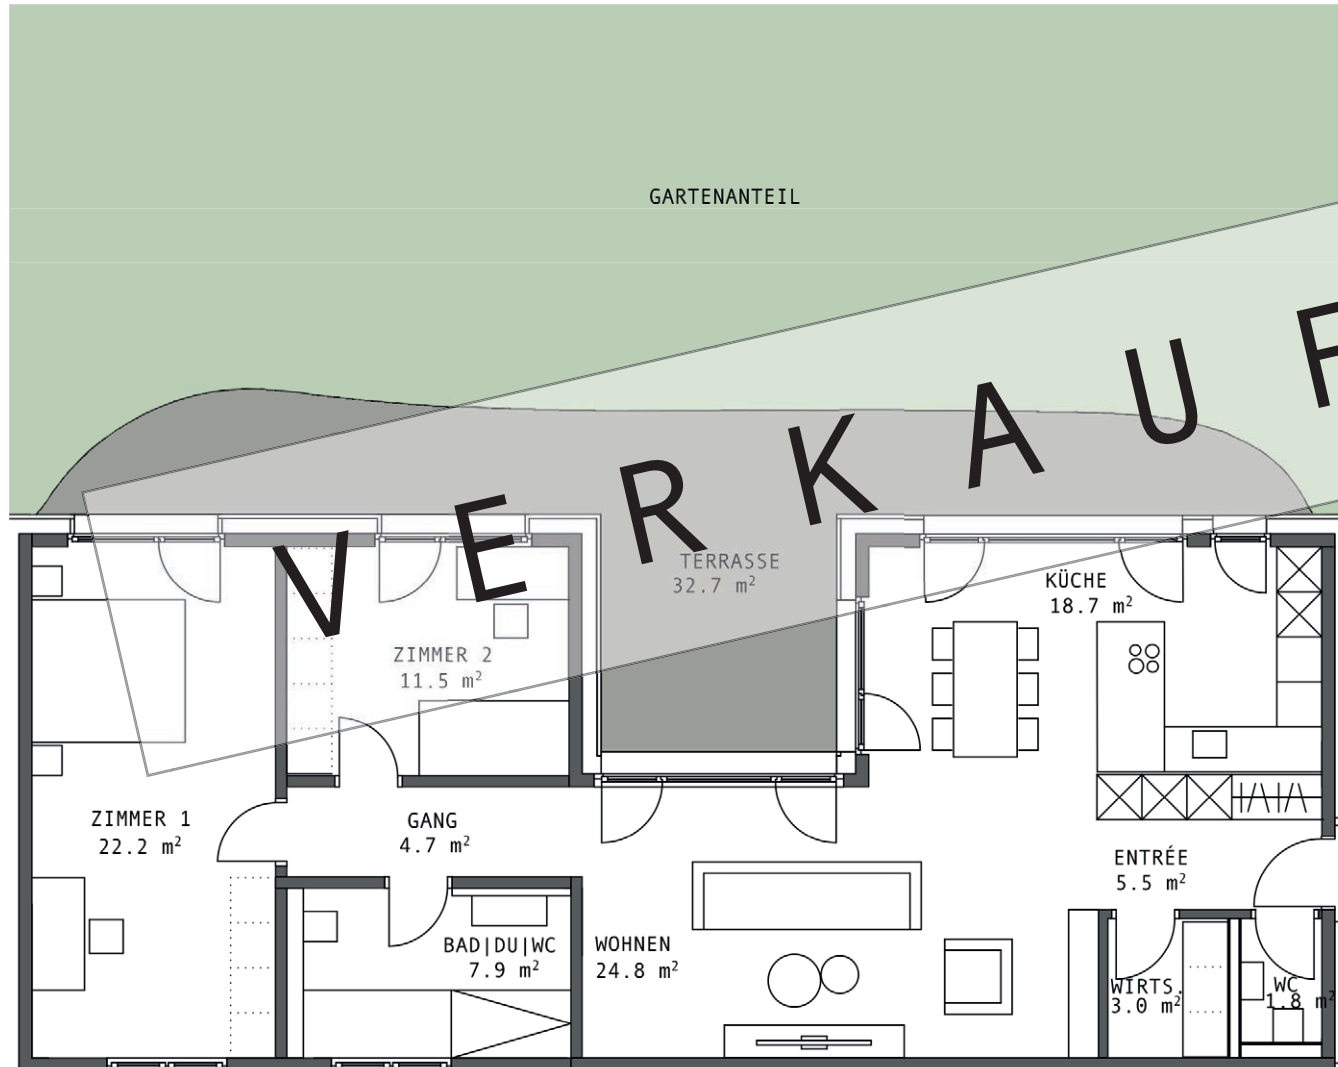 GARTENANTEIL
VERKAUF
TERRASSE
32.7 m²
KÜCHE
18.7 m²
ZIMMER 2
11.5 m²
ZIMMER 1
22.2 m²
GANG
4.7 m²
ENTRÉE
5.5 m²
BAD|DU|WC
7.9 m²
WOHNEN
24.8 m²
WIRTS.
3.0 m²
WC
1.8 m²